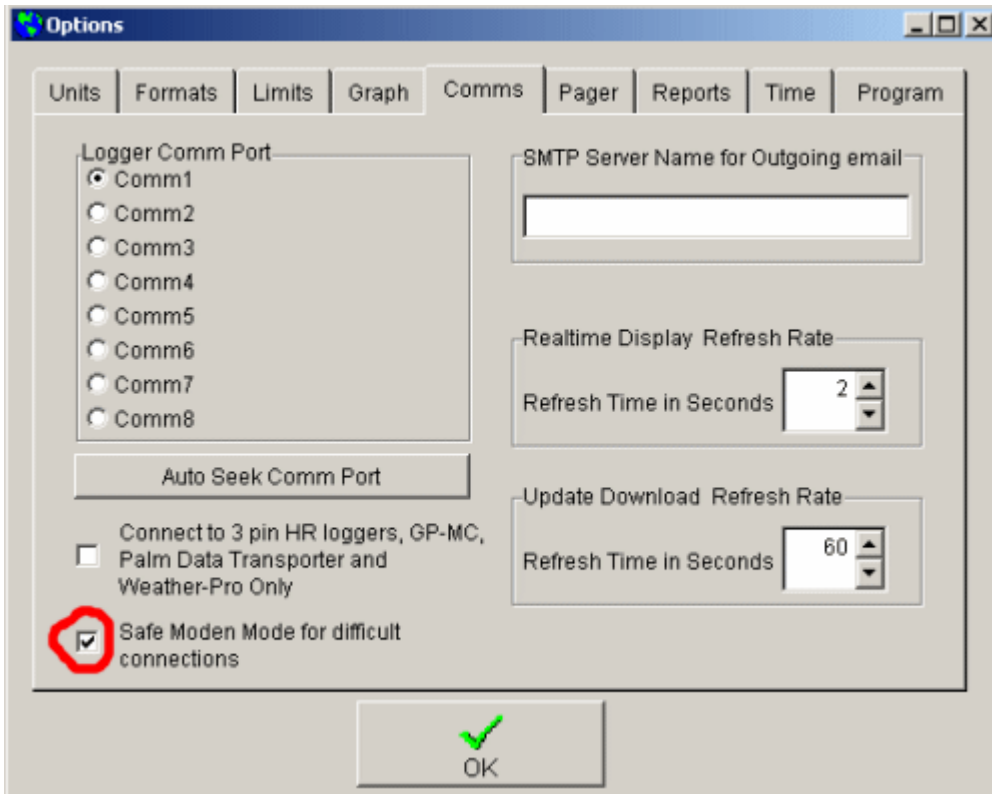 Options
Units Formats Limits Graph Comms Pager Reports Time Program
Logger Comm Port
Comm1
Comm2
Comm3
Comm4
Comm5
Comm6
Comm7
Comm8
Auto Seek Comm Port
Connect to 3 pin HR loggers, GP-MC,
Palm Data Transporter and
Weather-Pro Only
Safe Moden Mode for difficult
connections
SMTP Server Name for Outgoing email
Realtime Display Refresh Rate
Refresh Time in Seconds 2
Update Download Refresh Rate
Refresh Time in Seconds 60
OK